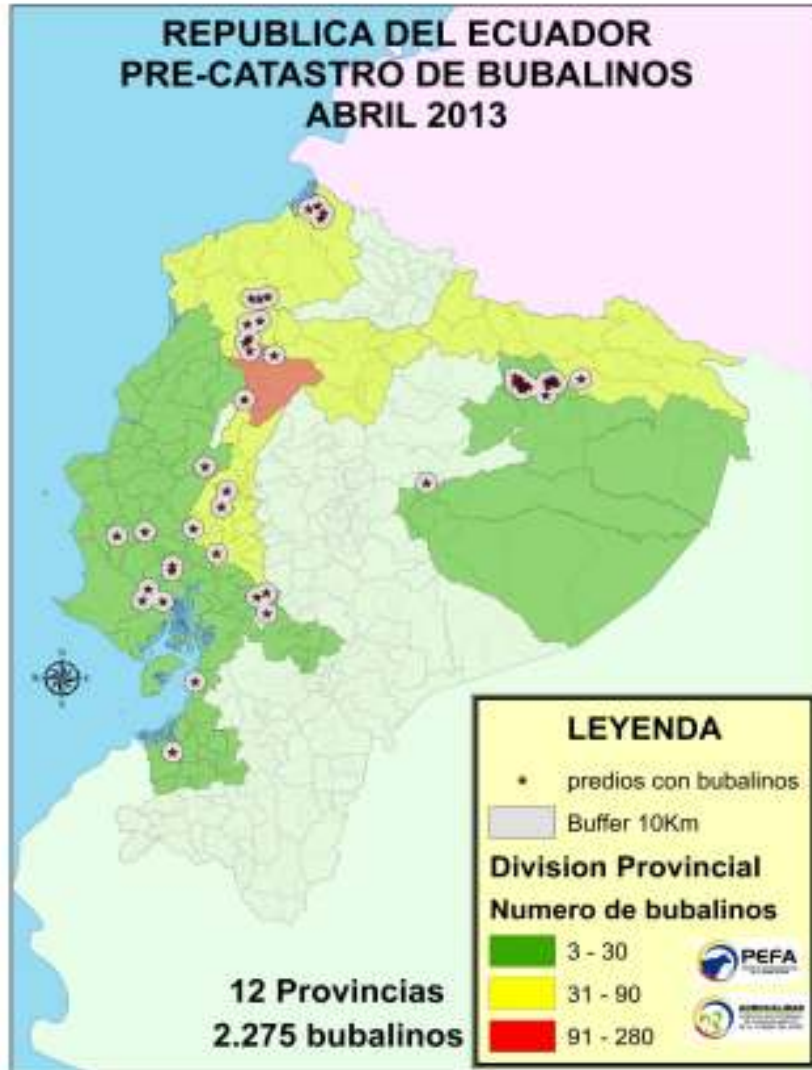 REPUBLICA DEL ECUADOR
PRE-CATASTRO DE BUBALINOS
ABRIL 2013
LEYENDA
predios con bubalinos
Buffer 10Km
Division Provincial
Numero de bubalinos
3 - 30
31 - 90
91 - 280
PEFA
12 Provincias
2.275 bubalinos